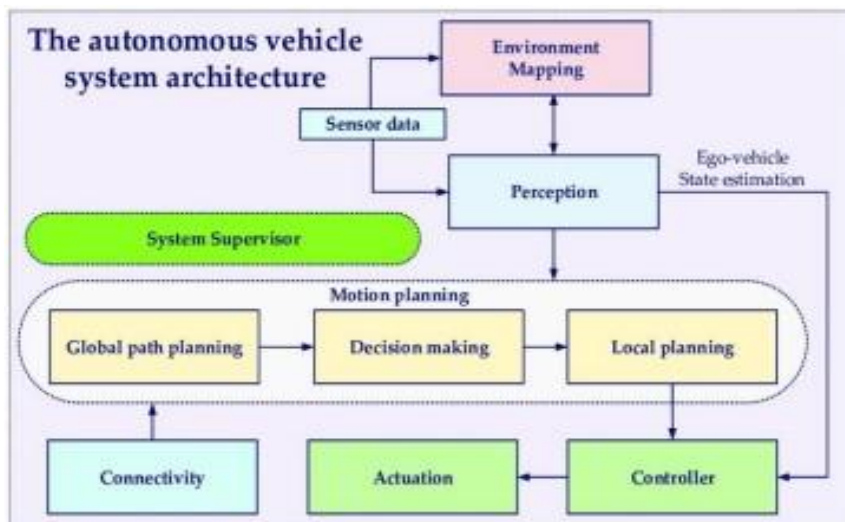 The autonomous vehicle
system architecture
Environment
Mapping
Sensor data
Ego-vehicle
State estimation
Perception
System Supervisor
Motion planning
Global path planning
Decision making
Local planning
Connectivity
Actuation
Controller